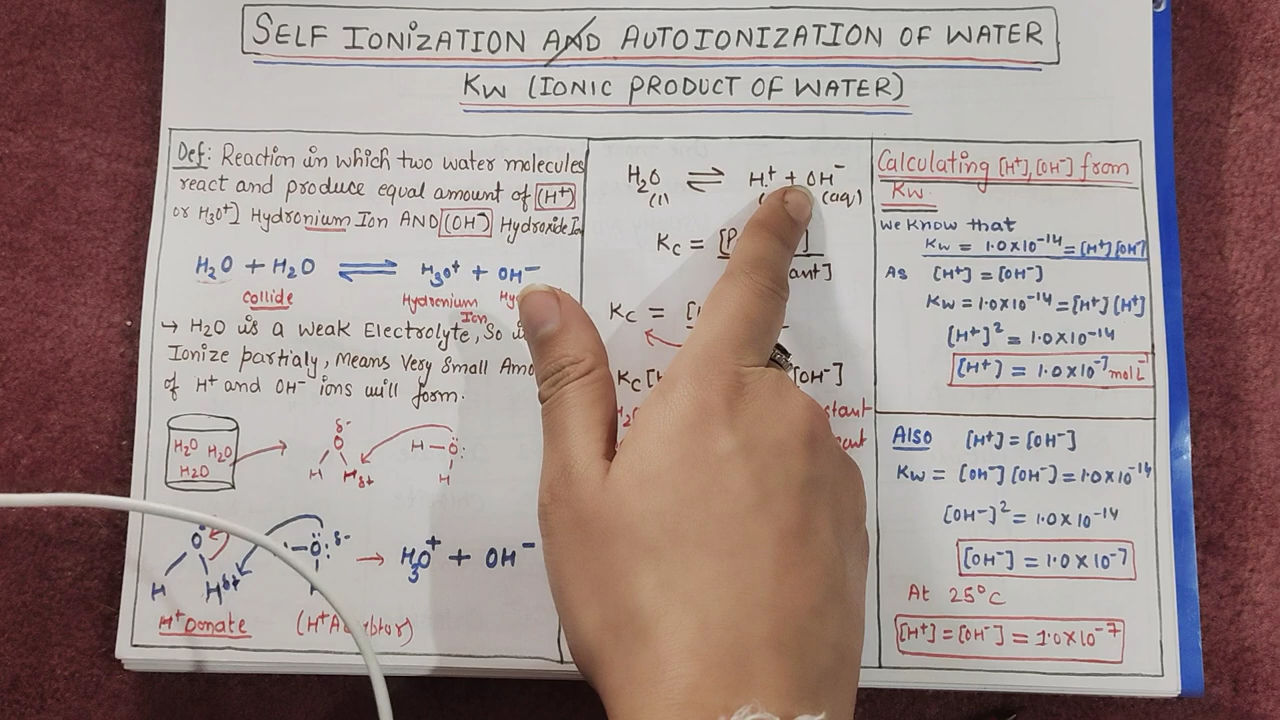 SELF IONIZATION AND AUTOIONIZATION OF WATER
KW (IONIC PRODUCT OF WATER)
Def: Reaction in which two water molecules
react and produce equal amount of (H⁺)
or H₃O⁺] Hydronium Ion AND (OH⁻) Hydroxide Ion
H₂O + H₂O ⇌ H₃O⁺ + OH⁻
collide Hydronium
Ion
→ H₂O is a weak Electrolyte, So
Ionize partialy, Means Very Small
of H⁺ and OH⁻ ions will form.
H₂O H₂O
H₂O
δ⁻
O H–O:
H H δ+ H
O O: δ⁻ → H₃O⁺ + OH⁻
H H δ+
H⁺Donate
H₂O ⇌ H⁺ + OH⁻
(l) (aq)
Kc =
Kc =
Kc [OH⁻]
Calculating [H⁺],[OH⁻] from
Kw.
we know that
Kw = 1.0×10⁻¹⁴ = [H⁺][OH⁻]
As [H⁺] = [OH⁻]
Kw = 1.0×10⁻¹⁴ = [H⁺][H⁺]
[H⁺]² = 1.0×10⁻¹⁴
[H⁺] = 1.0×10⁻⁷ mol L⁻
Also [H⁺] = [OH⁻]
Kw = [OH⁻][OH⁻] = 1.0×10⁻¹⁴
[OH⁻]² = 1.0×10⁻¹⁴
[OH⁻] = 1.0×10⁻⁷
At 25°C
[H⁺] = [OH⁻] = 1.0×10⁻⁷